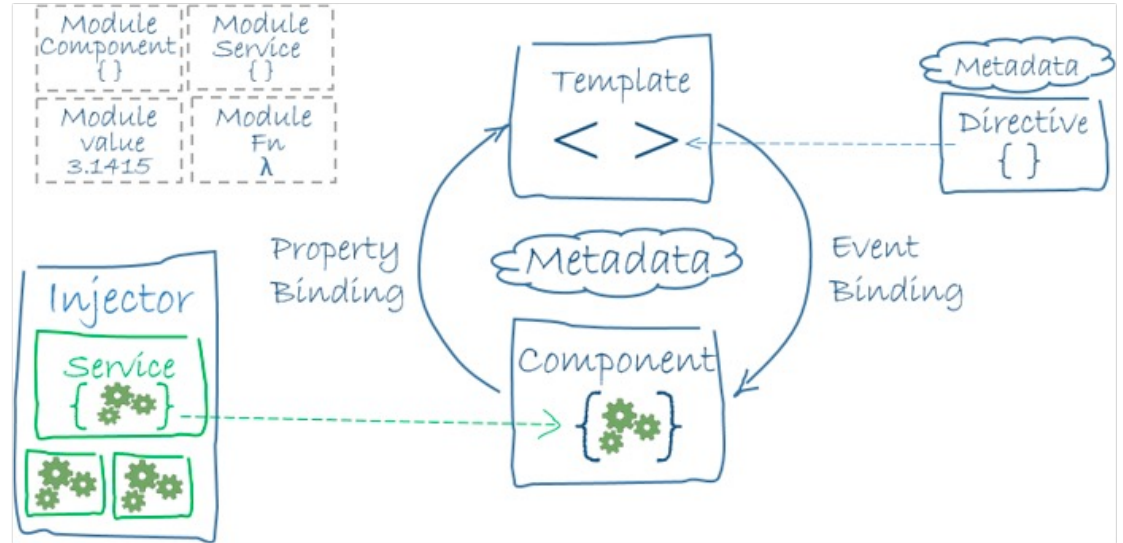 Module
Component
{ }
Module
Service
{ }
Module
value
3.1415
Module
Fn
λ
Template
< >
Metadata
Directive
{ }
Property
Binding
Metadata
Event
Binding
Injector
Service
{ }
Component
{ }